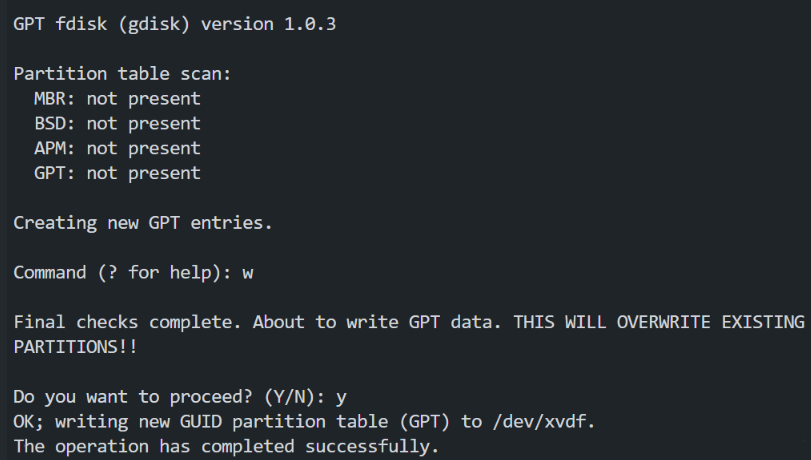 GPT fdisk (gdisk) version 1.0.3
Partition table scan:
MBR: not present
BSD: not present
APM: not present
GPT: not present
Creating new GPT entries.
Command (? for help): w
Final checks complete. About to write GPT data. THIS WILL OVERWRITE EXISTING
PARTITIONS!!
Do you want to proceed? (Y/N): y
OK; writing new GUID partition table (GPT) to /dev/xvdf.
The operation has completed successfully.